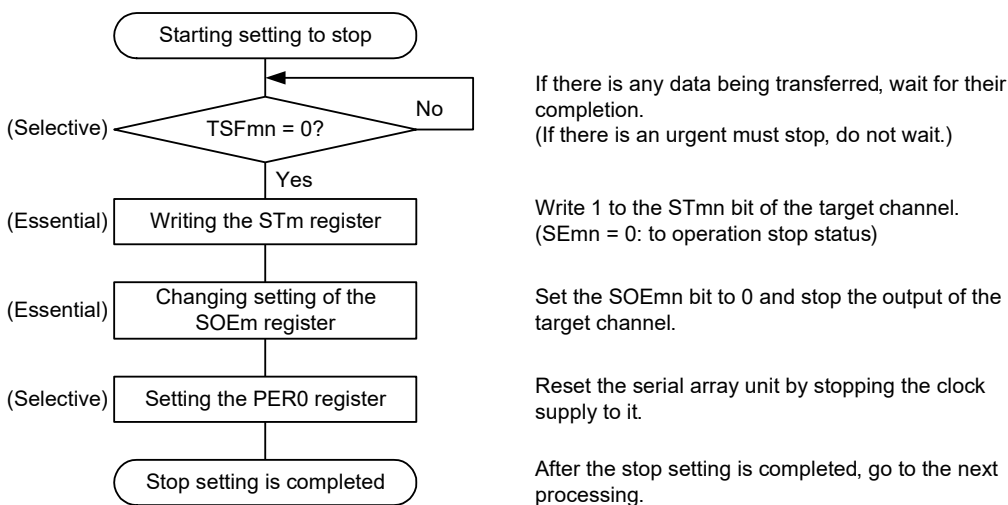 Starting setting to stop
No
If there is any data being transferred, wait for their
completion.
(If there is an urgent must stop, do not wait.)
(Selective)
TSFmn = 0?
Yes
(Essential)
Writing the STm register
Write 1 to the STmn bit of the target channel.
(SEmn = 0: to operation stop status)
(Essential)
Changing setting of the
SOEm register
Set the SOEmn bit to 0 and stop the output of the
target channel.
(Selective)
Setting the PER0 register
Reset the serial array unit by stopping the clock
supply to it.
Stop setting is completed
After the stop setting is completed, go to the next
processing.